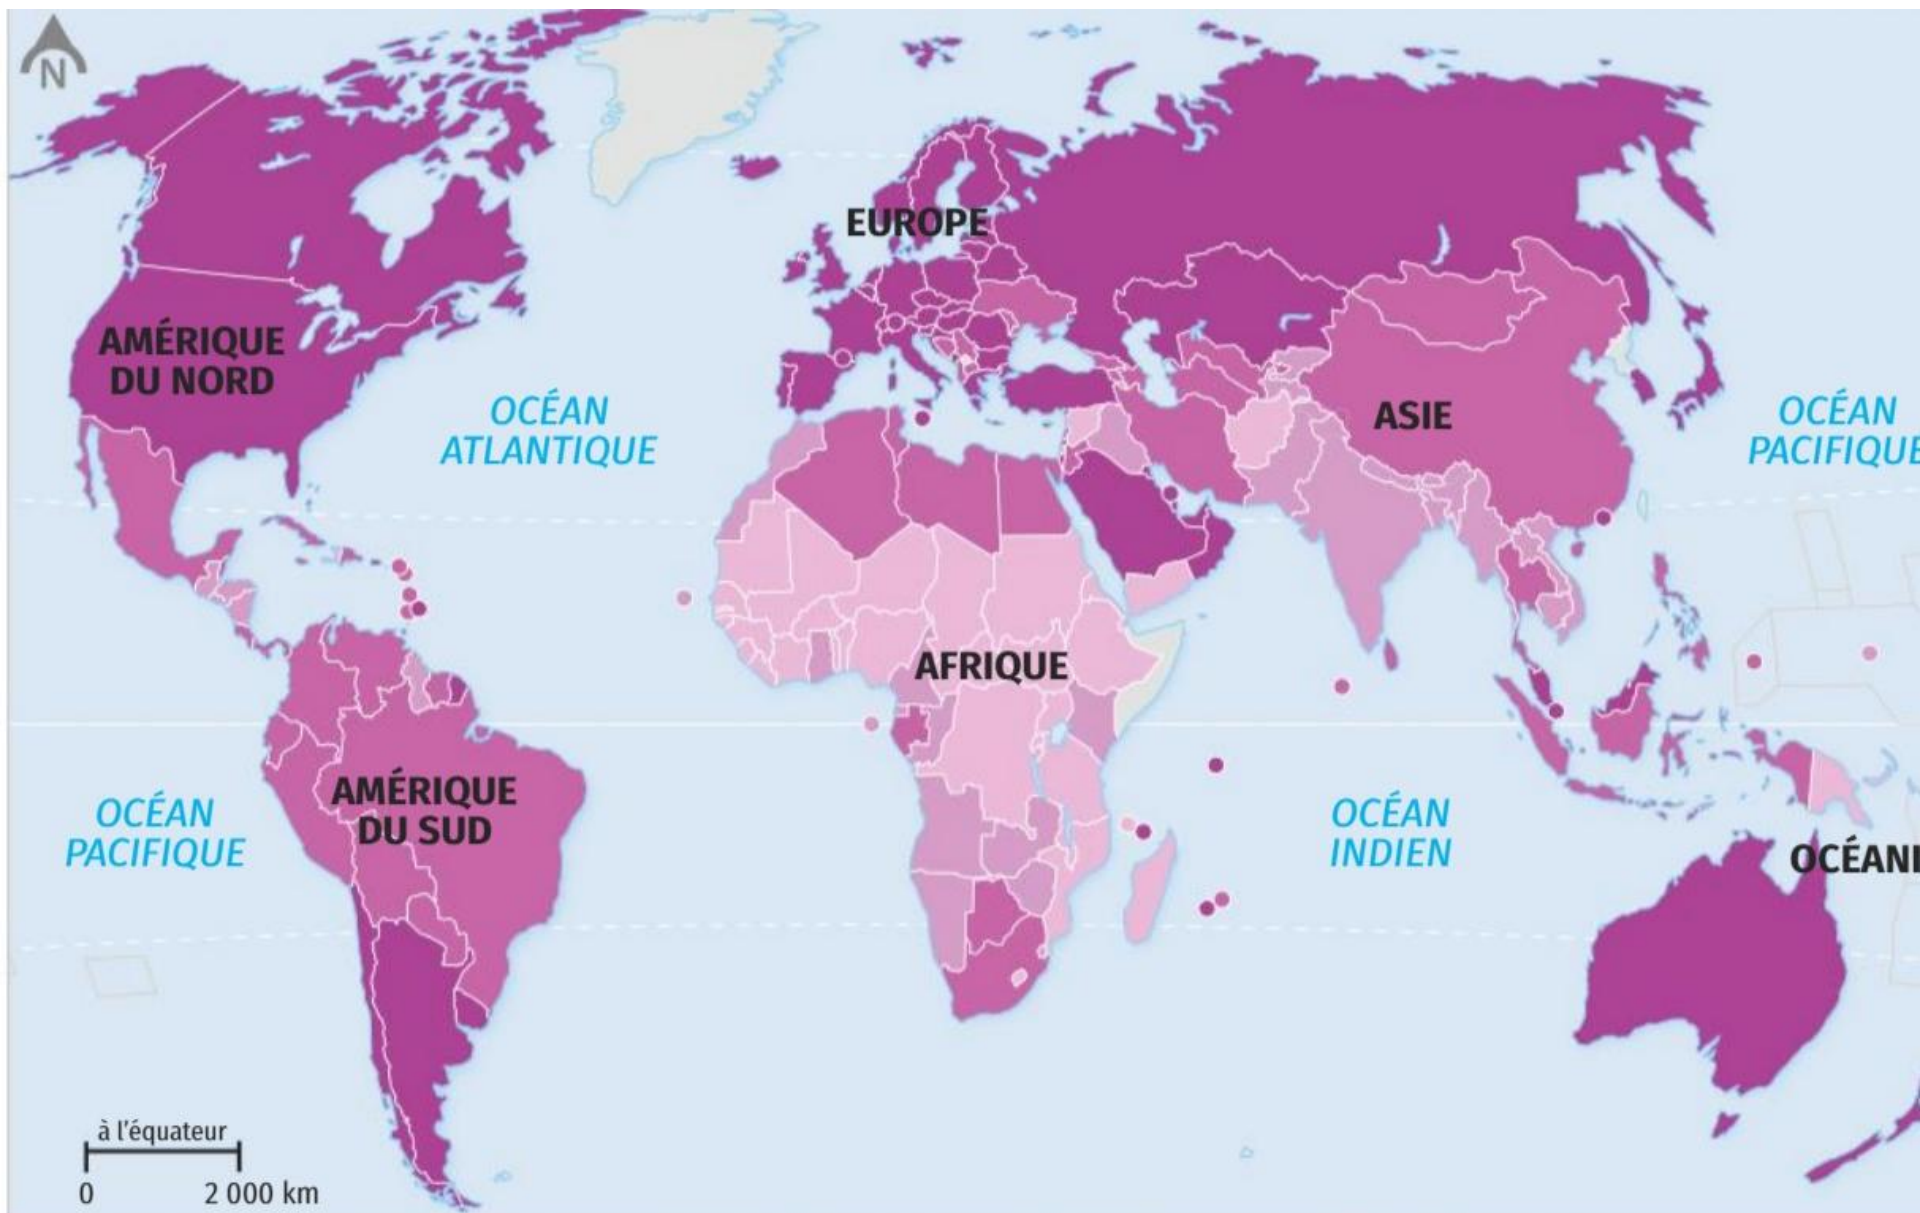 N
EUROPE
AMÉRIQUE
DU NORD
ASIE
OCÉAN
ATLANTIQUE
OCÉAN
PACIFIQUE
AFRIQUE
AMÉRIQUE
DU SUD
OCÉAN
PACIFIQUE
OCÉAN
INDIEN
OCÉANI
à l'équateur
0 2 000 km